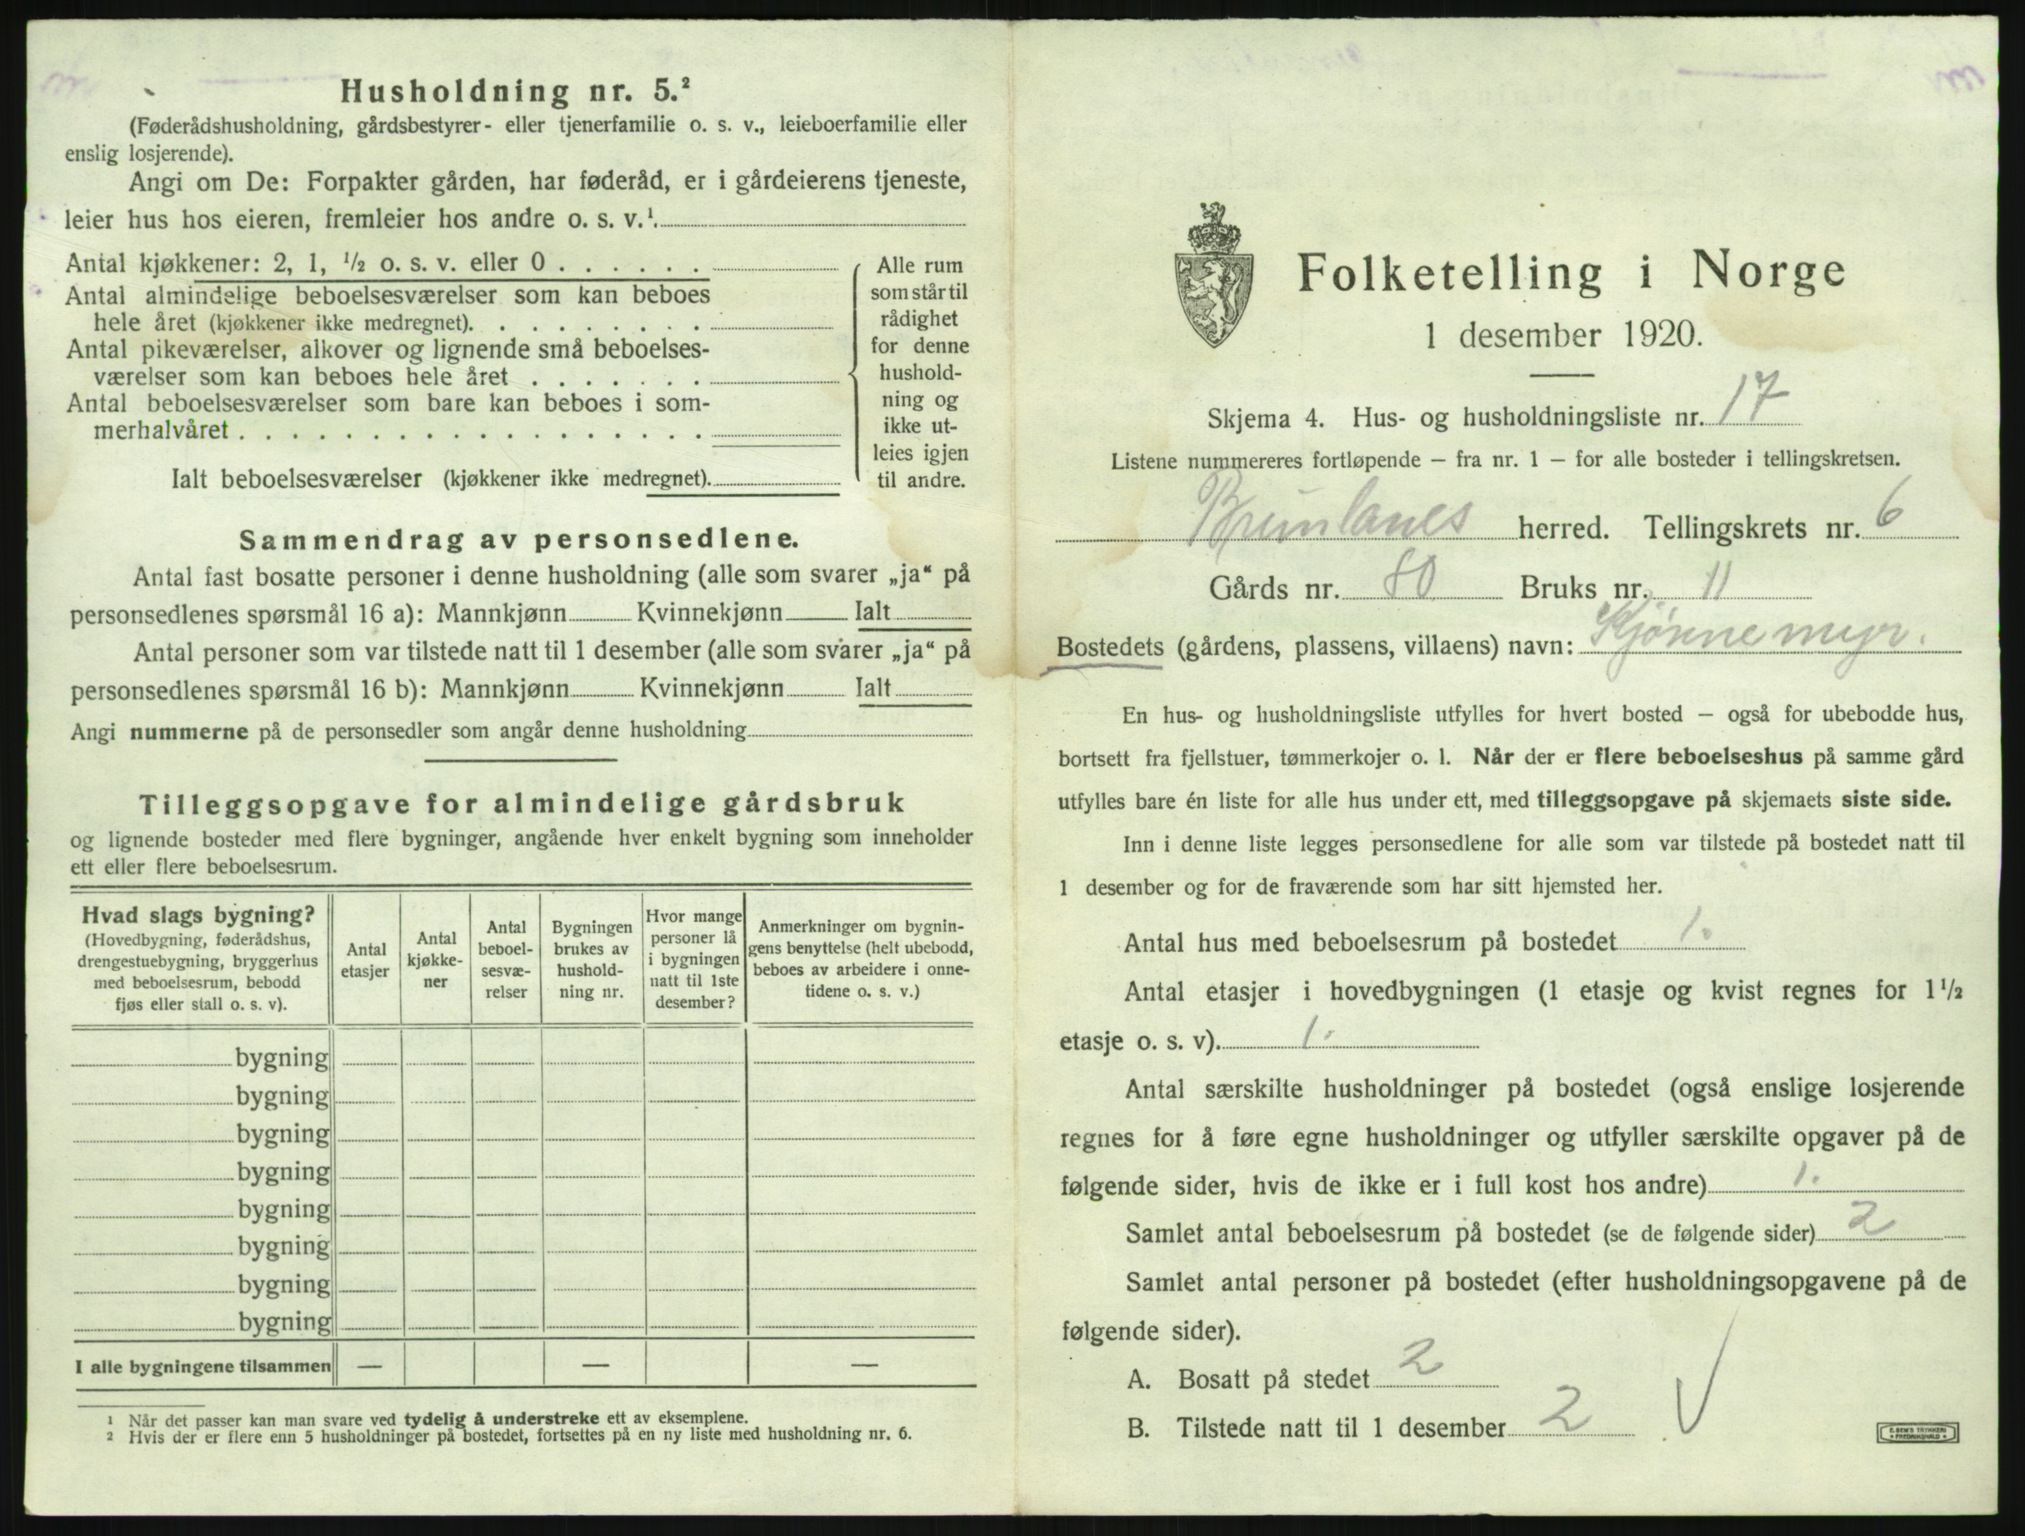 Husholdning nr. 5.²
(Føderådshusholdning, gårdsbestyrer- eller tjenerfamilie o. s. v., leieboerfamilie eller
enslig losjerende).
Angi om De: Forpakter gården, har føderåd, er i gårdeierens tjeneste,
leier hus hos eieren, fremleier hos andre o. s. v.¹.
Antal kjøkkener: 2, 1, ½ o. s. v. eller 0 . . . . . .
Antal almindelige beboelsesværelser som kan beboes
hele året (kjøkkener ikke medregnet). . . . . . . . .
Antal pikeværelser, alkover og lignende små beboelses-
værelser som kan beboes hele året . . . . . . .
Antal beboelsesværelser som bare kan beboes i som-
merhalvåret . . . . . . . . . . . . . . . . . .
Ialt beboelsesværelser (kjøkkener ikke medregnet).
Alle rum
som står til
rådighet
for denne
hushold-
ning og
ikke ut-
leies igjen
til andre.
Sammendrag av personsedlene.
Antal fast bosatte personer i denne husholdning (alle som svarer „ja“ på
personsedlenes spørsmål 16 a): Mannkjønn Kvinnekjønn Ialt
Antal personer som var tilstede natt til 1 desember (alle som svarer „ja“ på
personsedlenes spørsmål 16 b): Mannkjønn Kvinnekjønn Ialt
Angi nummerne på de personsedler som angår denne husholdning
Tilleggsopgave for almindelige gårdsbruk
og lignende bosteder med flere bygninger, angående hver enkelt bygning som inneholder
ett eller flere beboelsesrum.
Hvad slags bygning?
(Hovedbygning, føderådshus,
drengestuebygning, bryggerhus
med beboelsesrum, bebodd
fjøs eller stall o. s. v).
Antal
etasjer
Antal
kjøkke-
ner
Antal
beboel-
sesvæ-
relser
Bygningen
brukes av
hushold-
ning nr.
Hvor mange
personer lå
i bygningen
natt til 1ste
desember?
Anmerkninger om bygnin-
gens benyttelse (helt ubebodd,
beboes av arbeidere i onne-
tidene o. s. v.)
bygning
bygning
bygning
bygning
bygning
bygning
bygning
bygning
I alle bygningene tilsammen — — —
¹ Når det passer kan man svare ved tydelig å understreke ett av eksemplene.
² Hvis der er flere enn 5 husholdninger på bostedet, fortsettes på en ny liste med husholdning nr. 6.
Folketelling i Norge
1 desember 1920.
Skjema 4. Hus- og husholdningsliste nr. 17
Listene nummereres fortløpende – fra nr. 1 – for alle bosteder i tellingskretsen.
Brunlanes herred. Tellingskrets nr. 6
Gårds nr. 80 Bruks nr. 11
Bostedets (gårdens, plassens, villaens) navn: Kjønnemyr.
En hus- og husholdningsliste utfylles for hvert bosted – også for ubebodde hus,
bortsett fra fjellstuer, tømmerkojer o. l. Når der er flere beboelseshus på samme gård
utfylles bare én liste for alle hus under ett, med tilleggsopgave på skjemaets siste side.
Inn i denne liste legges personsedlene for alle som var tilstede på bostedet natt til
1 desember og for de fraværende som har sitt hjemsted her.
Antal hus med beboelsesrum på bostedet 1.
Antal etasjer i hovedbygningen (1 etasje og kvist regnes for 1½
etasje o. s. v). 1.
Antal særskilte husholdninger på bostedet (også enslige losjerende
regnes for å føre egne husholdninger og utfyller særskilte opgaver på de
følgende sider, hvis de ikke er i full kost hos andre) 1.
Samlet antal beboelsesrum på bostedet (se de følgende sider) 2
Samlet antal personer på bostedet (efter husholdningsopgavene på de
følgende sider).
A. Bosatt på stedet 2
B. Tilstede natt til 1 desember 2